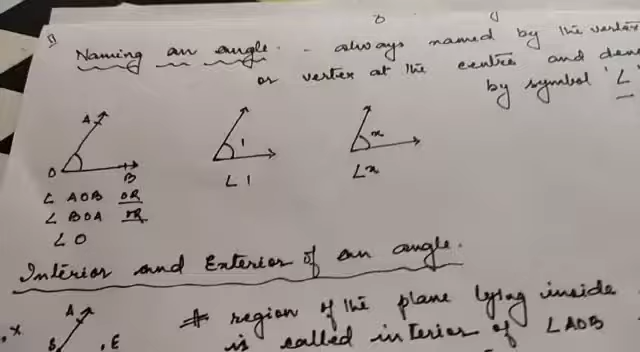 Naming an angle. - always named by the vertex
or vertex at the centre and den
by symbol '∠'
A
O
B
1
x
∠ AOB OR
∠ BOA OR
∠ O
∠ 1
∠ x
Interior and Exterior of an angle.
A
. X
. E
# region of the plane lying inside
is called interior of ∠AOB